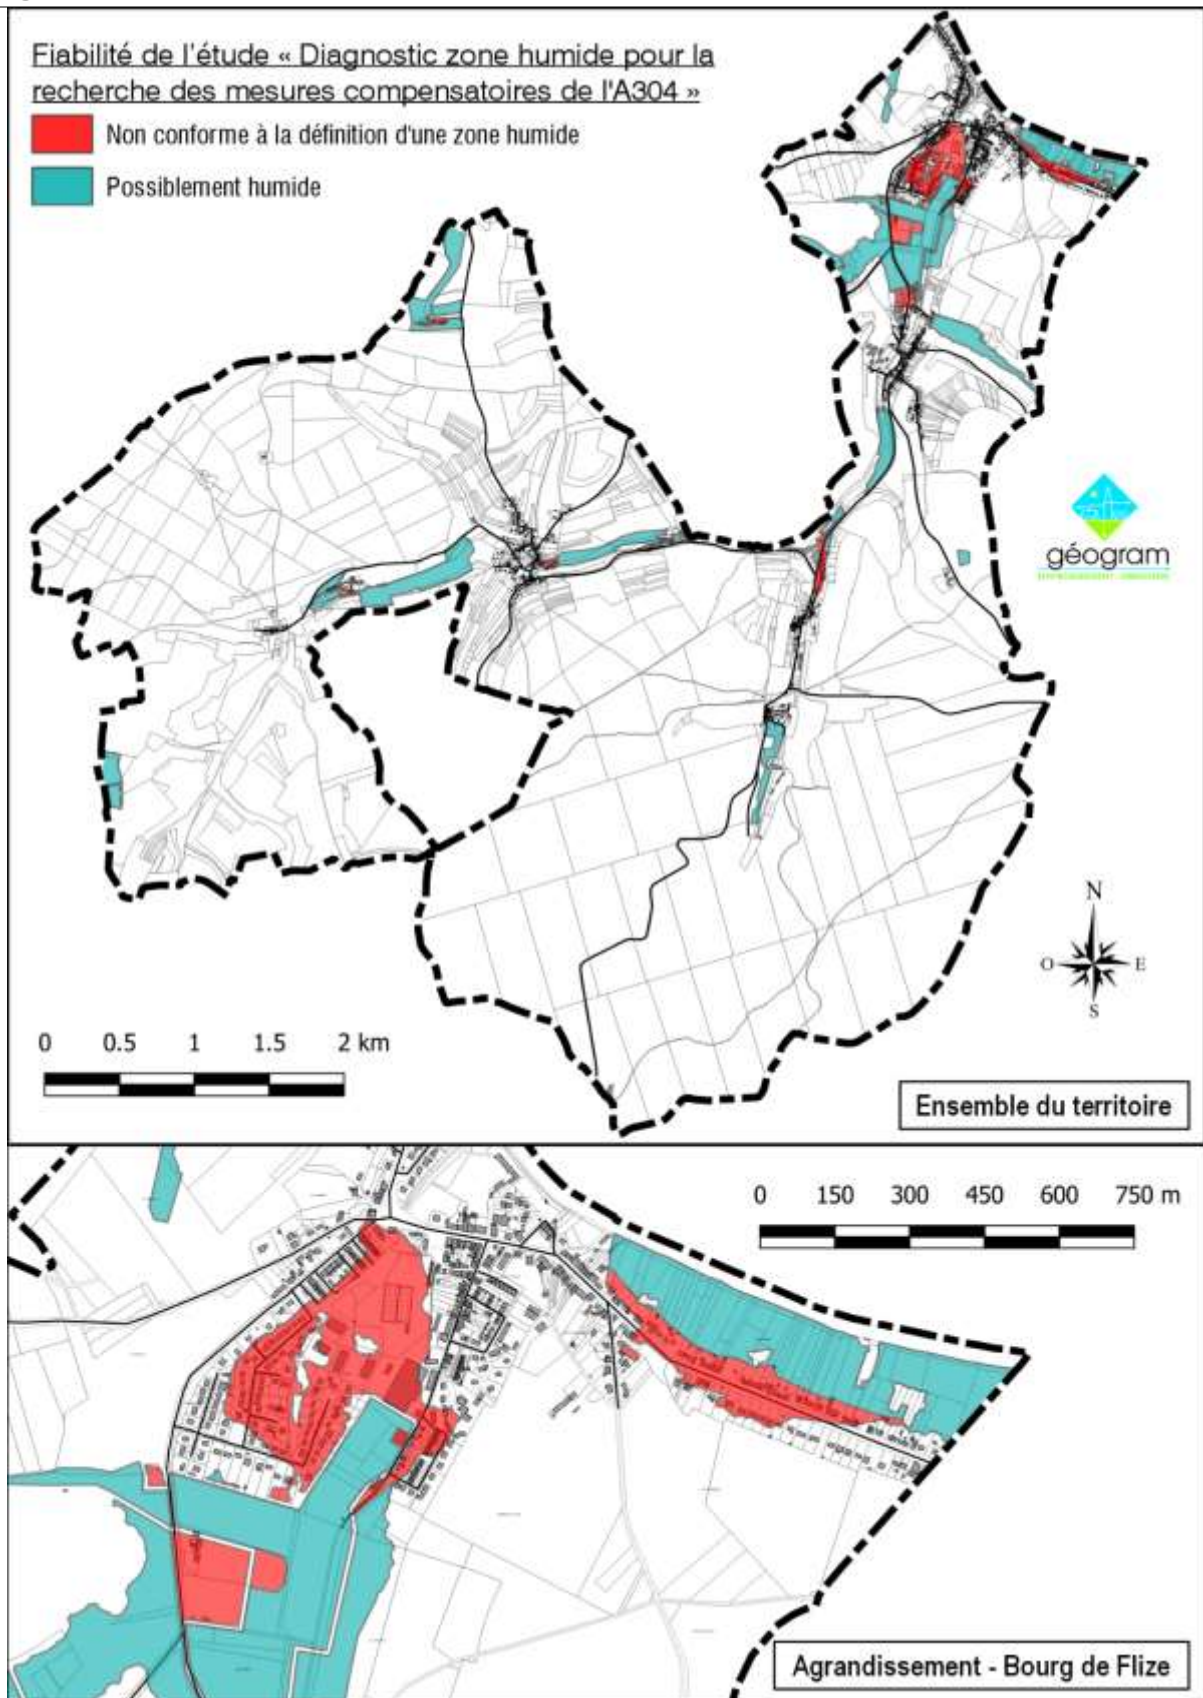 Fiabilité de l'étude « Diagnostic zone humide pour la
recherche des mesures compensatoires de l'A304 »
Non conforme à la définition d'une zone humide
Possiblement humide
géogram
N
O E
S
0 0.5 1 1.5 2 km
Ensemble du territoire
0 150 300 450 600 750 m
Agrandissement - Bourg de Flize